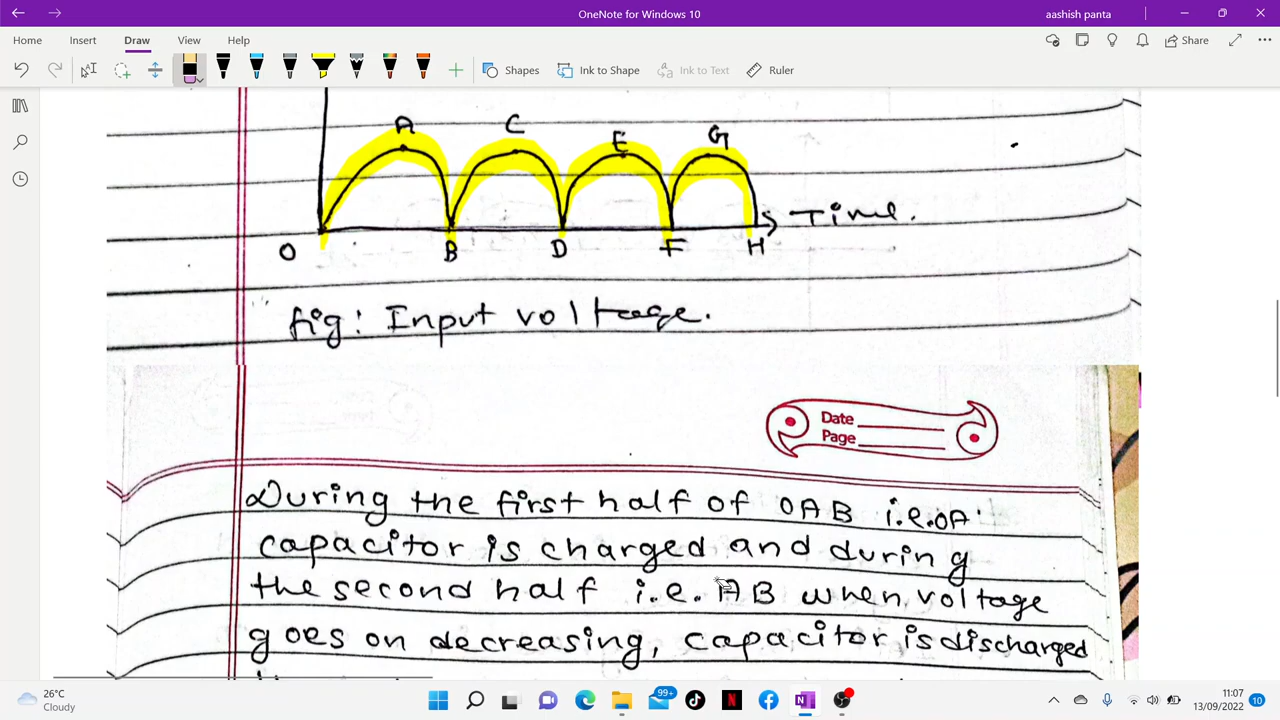 OneNote for Windows 10
aashish panta
Home Insert Draw View Help
Share
Shapes Ink to Shape Ink to Text Ruler
A C E G
Time.
O B D F H
fig: Input voltage.
Date
Page
During the first half of OAB i.e.OA
capacitor is charged and during
the second half i.e. AB when voltage
goes on decreasing, capacitor is discharged
26°C
Cloudy
99+
11:07
13/09/2022
10